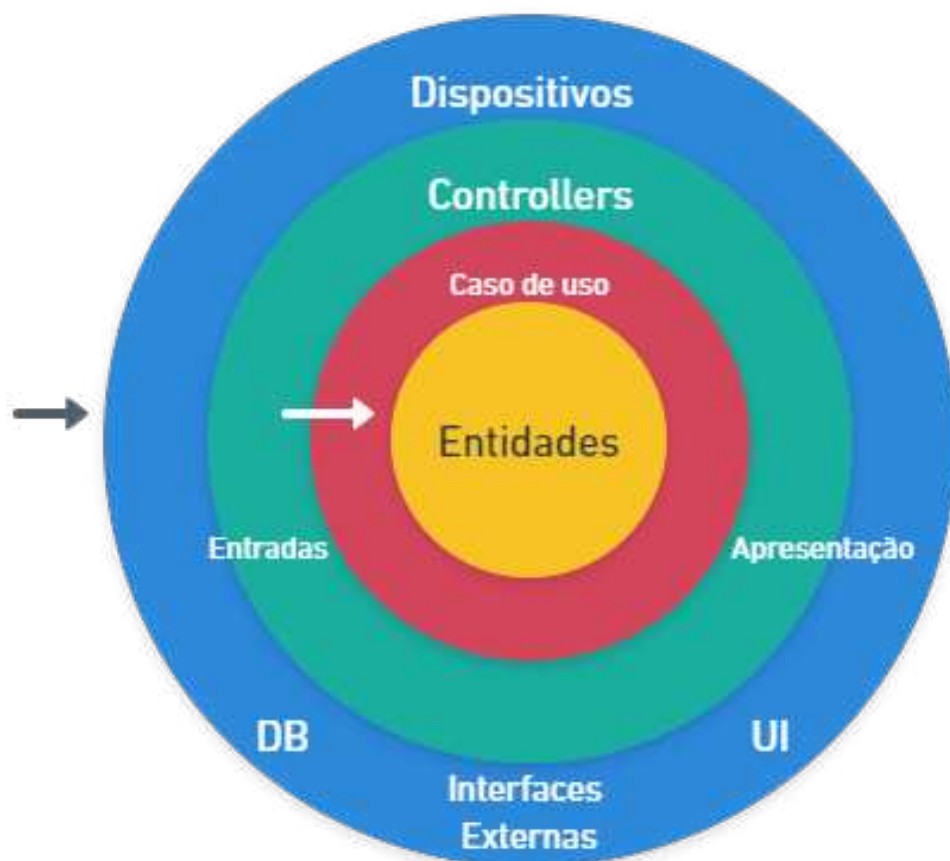 Dispositivos
Controllers
Caso de uso
Entidades
Entradas
Apresentação
DB
UI
Interfaces
Externas